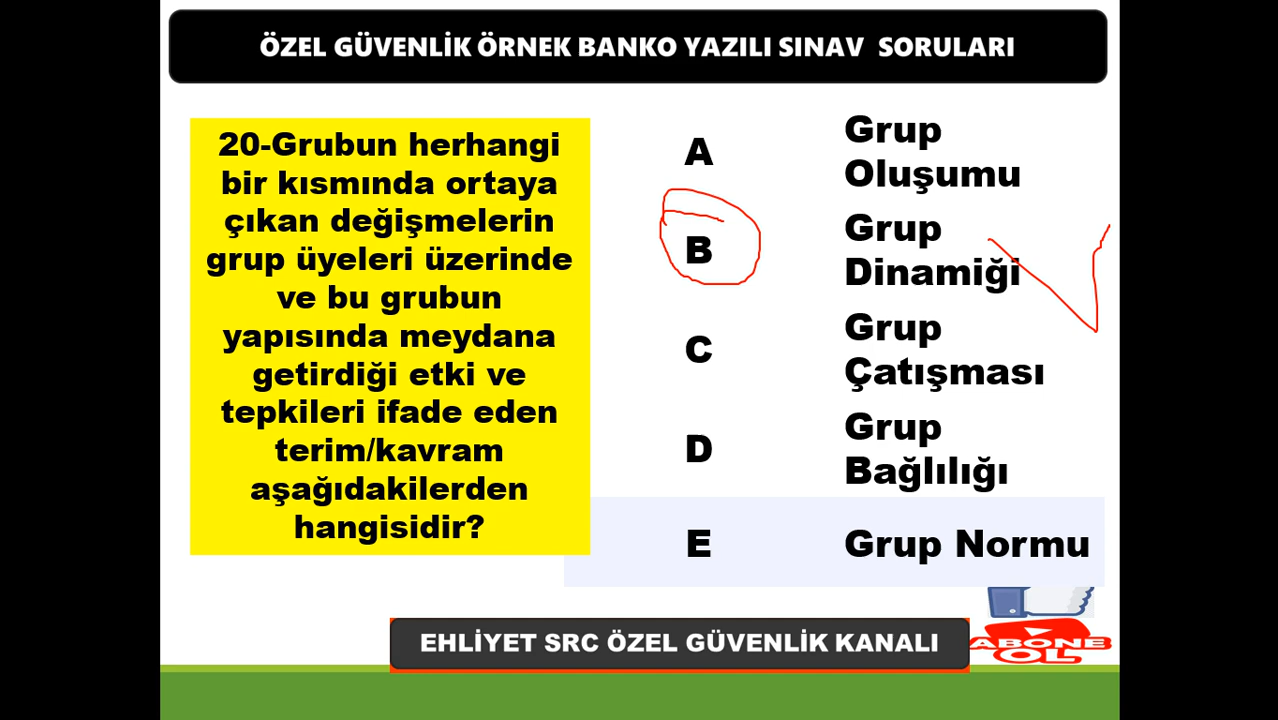 ÖZEL GÜVENLİK ÖRNEK BANKO YAZILI SINAV SORULARI
20-Grubun herhangi
bir kısmında ortaya
çıkan değişmelerin
grup üyeleri üzerinde
ve bu grubun
yapısında meydana
getirdiği etki ve
tepkileri ifade eden
terim/kavram
aşağıdakilerden
hangisidir?
A
Grup
Oluşumu
B
Grup
Dinamiği
C
Grup
Çatışması
D
Grup
Bağlılığı
E
Grup Normu
EHLİYET SRC ÖZEL GÜVENLİK KANALI
ABONE
OL